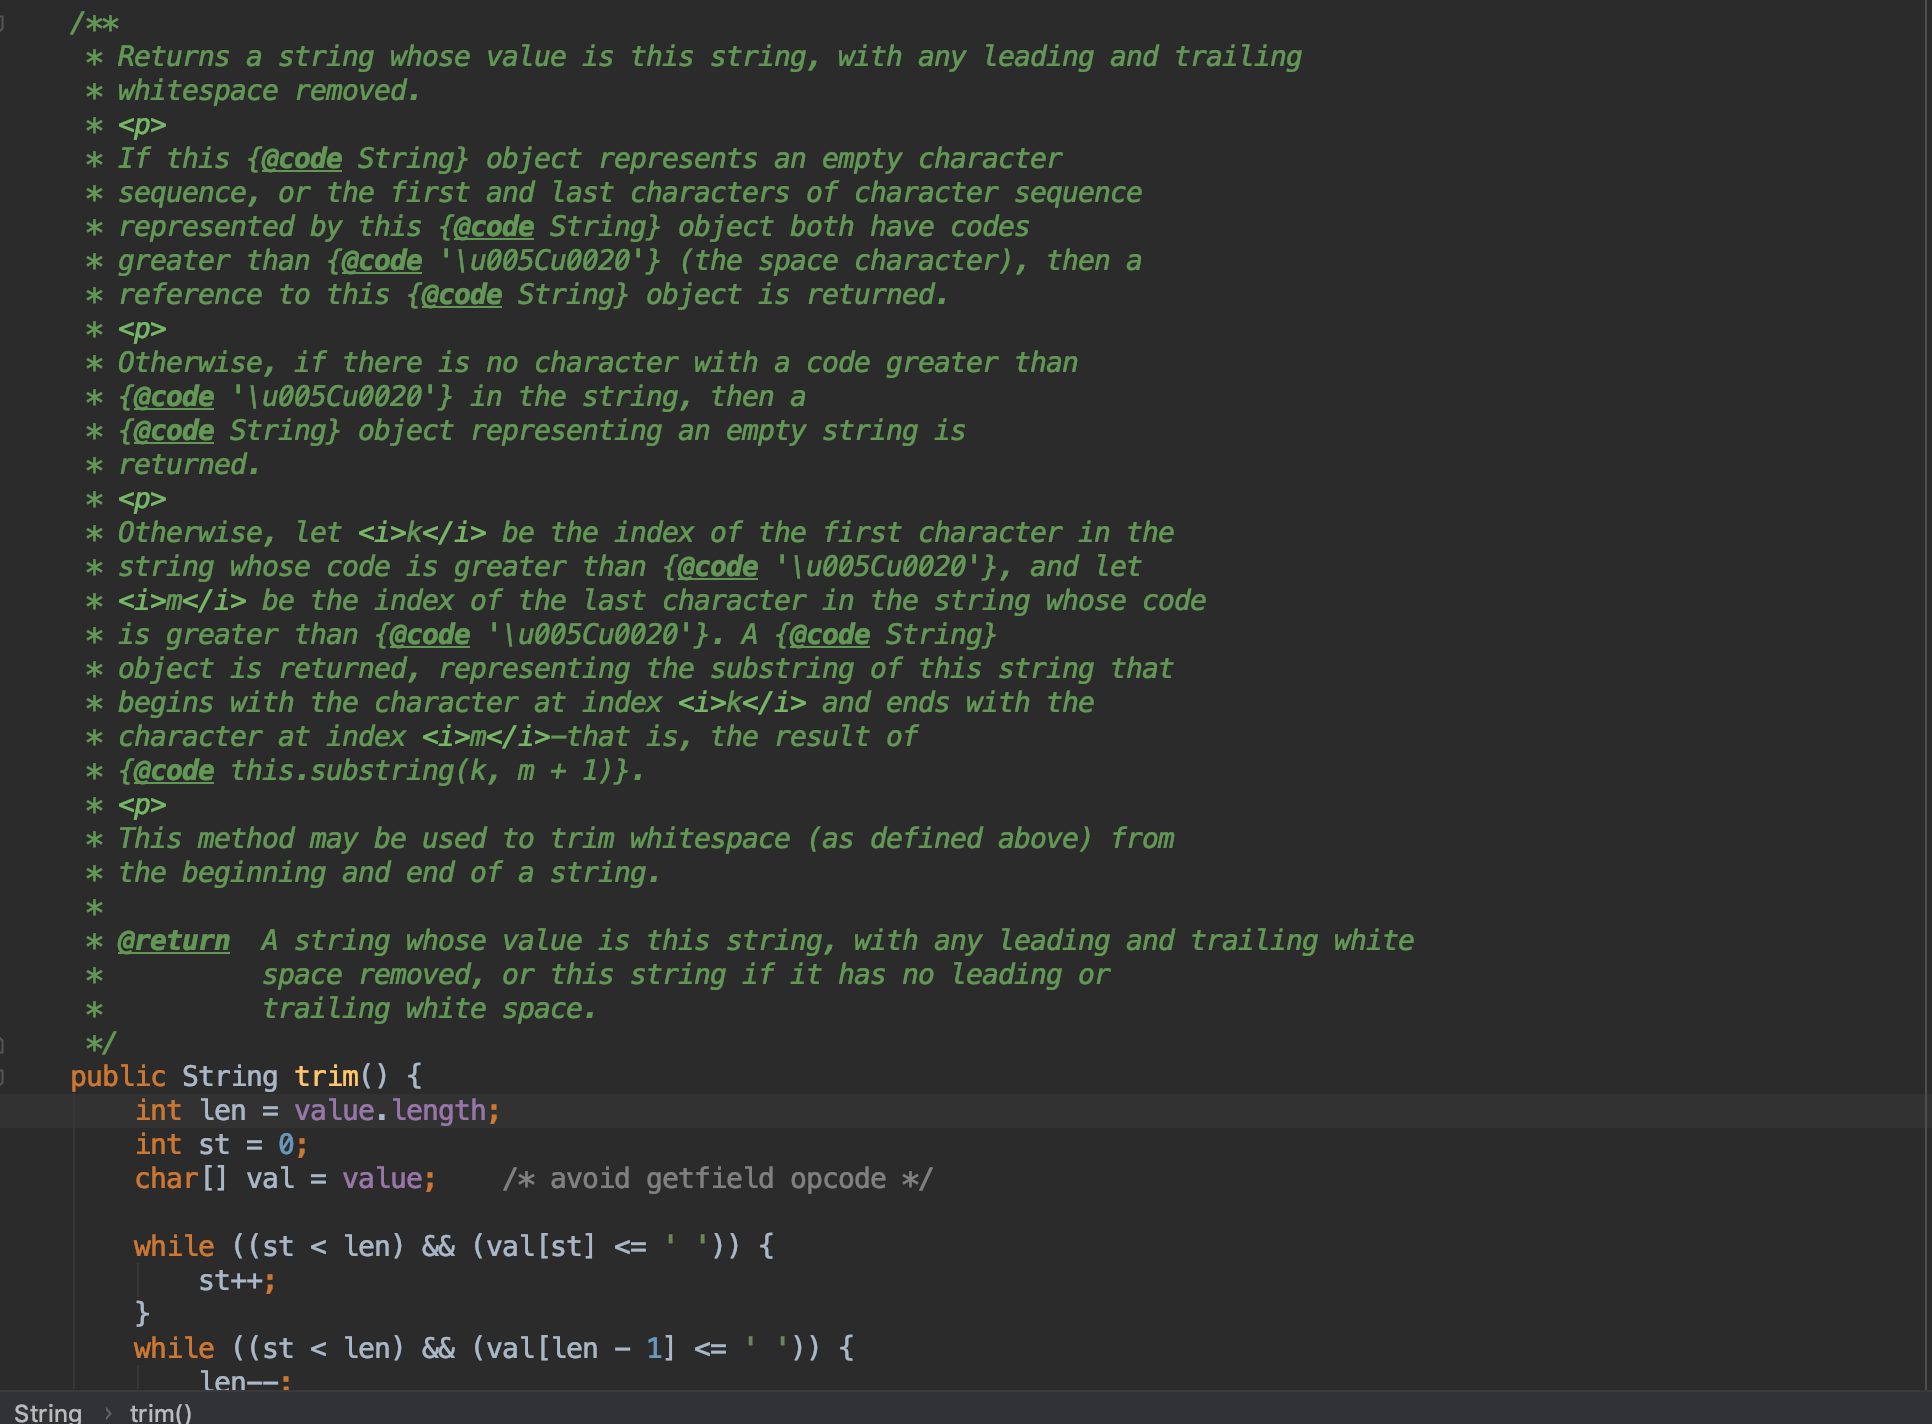 /**
* Returns a string whose value is this string, with any leading and trailing
* whitespace removed.
* <p>
* If this {@code String} object represents an empty character
* sequence, or the first and last characters of character sequence
* represented by this {@code String} object both have codes
* greater than {@code '\u005Cu0020'} (the space character), then a
* reference to this {@code String} object is returned.
* <p>
* Otherwise, if there is no character with a code greater than
* {@code '\u005Cu0020'} in the string, then a
* {@code String} object representing an empty string is
* returned.
* <p>
* Otherwise, let <i>k</i> be the index of the first character in the
* string whose code is greater than {@code '\u005Cu0020'}, and let
* <i>m</i> be the index of the last character in the string whose code
* is greater than {@code '\u005Cu0020'}. A {@code String}
* object is returned, representing the substring of this string that
* begins with the character at index <i>k</i> and ends with the
* character at index <i>m</i>-that is, the result of
* {@code this.substring(k, m + 1)}.
* <p>
* This method may be used to trim whitespace (as defined above) from
* the beginning and end of a string.
*
* @return  A string whose value is this string, with any leading and trailing white
*          space removed, or this string if it has no leading or
*          trailing white space.
*/
public String trim() {
int len = value.length;
int st = 0;
char[] val = value;    /* avoid getfield opcode */
while ((st < len) && (val[st] <= ' ')) {
st++;
}
while ((st < len) && (val[len - 1] <= ' ')) {
len--;
String › trim()